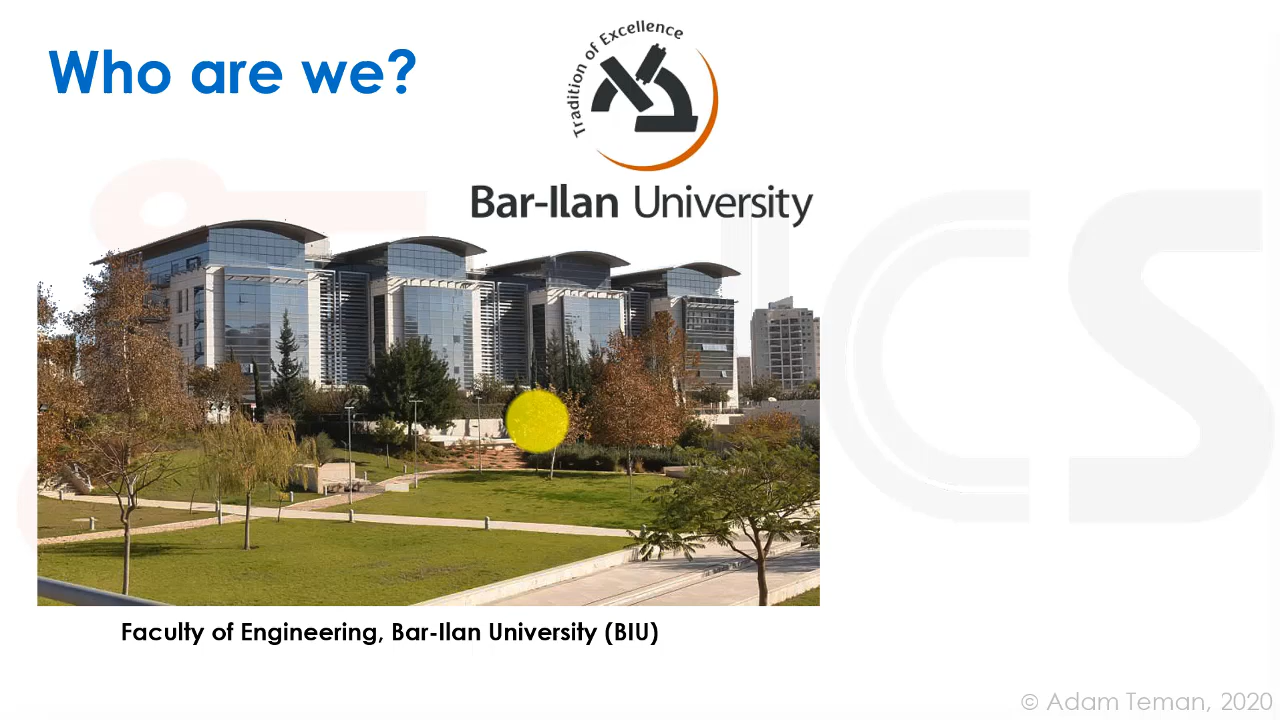 Who are we?
Tradition of Excellence
Bar-Ilan University
Faculty of Engineering, Bar-Ilan University (BIU)
© Adam Teman, 2020